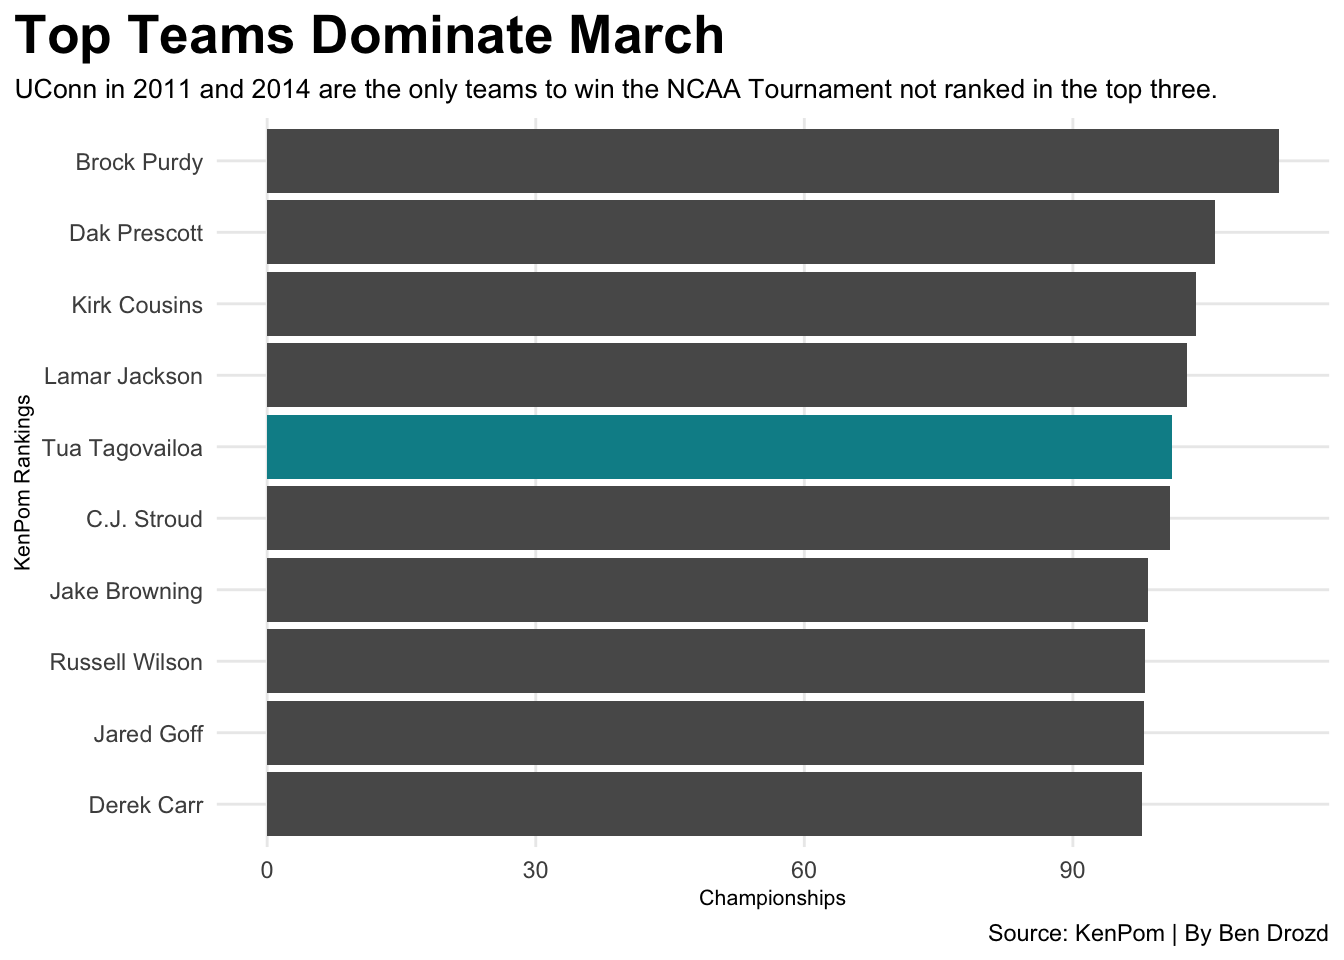 Top Teams Dominate March
UConn in 2011 and 2014 are the only teams to win the NCAA Tournament not ranked in the top three.
KenPom Rankings
Brock Purdy
Dak Prescott
Kirk Cousins
Lamar Jackson
Tua Tagovailoa
C.J. Stroud
Jake Browning
Russell Wilson
Jared Goff
Derek Carr
0 30 60 90
Championships
Source: KenPom | By Ben Drozd